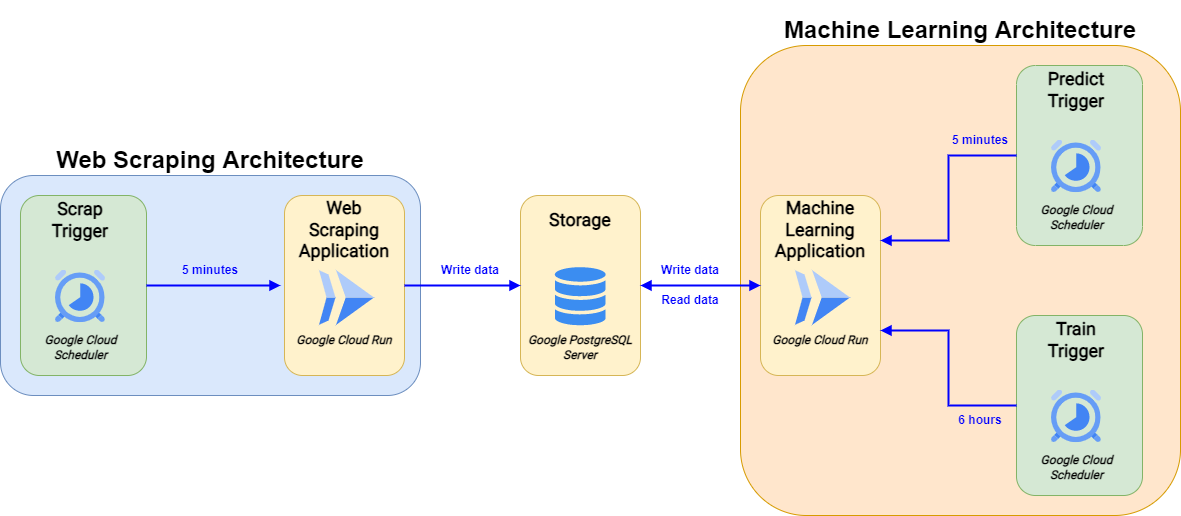 Machine Learning Architecture
Web Scraping Architecture
Scrap
Trigger
Google Cloud
Scheduler
5 minutes
Web
Scraping
Application
Google Cloud Run
Write data
Storage
Google PostgreSQL
Server
Write data
Read data
Machine
Learning
Application
Google Cloud Run
5 minutes
Predict
Trigger
Google Cloud
Scheduler
6 hours
Train
Trigger
Google Cloud
Scheduler